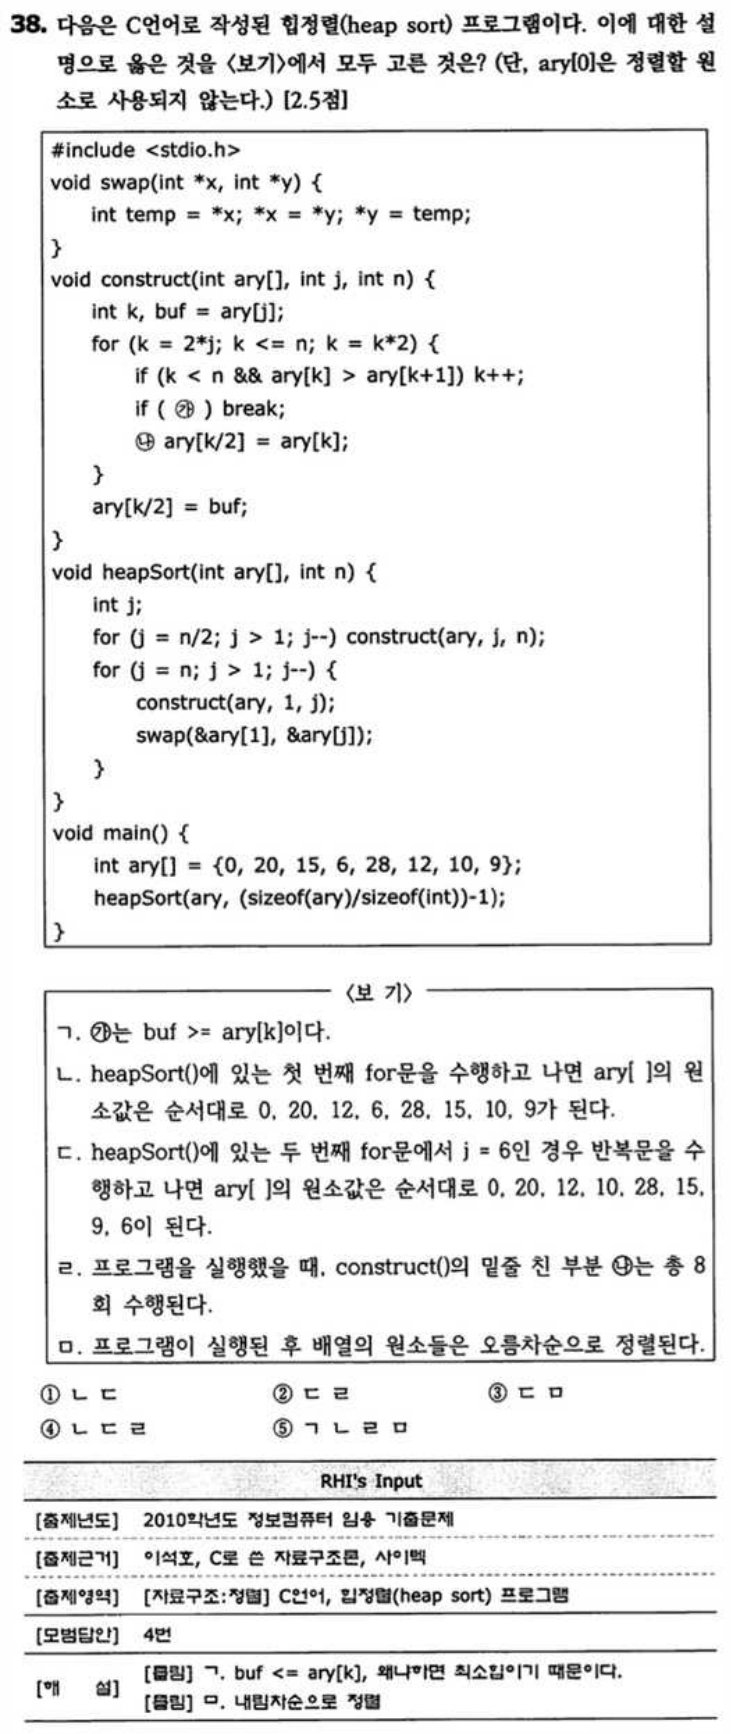 38. 다음은 C언어로 작성된 힙정렬(heap sort) 프로그램이다. 이에 대한 설
명으로 옳은 것을 <보기>에서 모두 고른 것은? (단, ary[0]은 정렬할 원
소로 사용되지 않는다.) [2.5점]
#include <stdio.h>
void swap(int *x, int *y) {
int temp = *x; *x = *y; *y = temp;
}
void construct(int ary[], int j, int n) {
int k, buf = ary[j];
for (k = 2*j; k <= n; k = k*2) {
if (k < n && ary[k] > ary[k+1]) k++;
if ( ㉮ ) break;
㉯ ary[k/2] = ary[k];
}
ary[k/2] = buf;
}
void heapSort(int ary[], int n) {
int j;
for (j = n/2; j > 1; j--) construct(ary, j, n);
for (j = n; j > 1; j--) {
construct(ary, 1, j);
swap(&ary[1], &ary[j]);
}
}
void main() {
int ary[] = {0, 20, 15, 6, 28, 12, 10, 9};
heapSort(ary, (sizeof(ary)/sizeof(int))-1);
}
<보 기>
ㄱ. ㉮는 buf >= ary[k]이다.
ㄴ. heapSort()에 있는 첫 번째 for문을 수행하고 나면 ary[ ]의 원
소값은 순서대로 0, 20, 12, 6, 28, 15, 10, 9가 된다.
ㄷ. heapSort()에 있는 두 번째 for문에서 j = 6인 경우 반복문을 수
행하고 나면 ary[ ]의 원소값은 순서대로 0, 20, 12, 10, 28, 15,
9, 6이 된다.
ㄹ. 프로그램을 실행했을 때, construct()의 밑줄 친 부분 ㉯는 총 8
회 수행된다.
ㅁ. 프로그램이 실행된 후 배열의 원소들은 오름차순으로 정렬된다.
① ㄴ ㄷ ② ㄷ ㄹ ③ ㄷ ㅁ
④ ㄴ ㄷ ㄹ ⑤ ㄱ ㄴ ㄹ ㅁ
RHI's Input
[출제년도] 2010학년도 정보컴퓨터 임용 기출문제
[출제근거] 이석호, C로 쓴 자료구조론, 사이텍
[출제영역] [자료구조:정렬] C언어, 힙정렬(heap sort) 프로그램
[모범답안] 4번
[해 설] [틀림] ㄱ. buf <= ary[k], 왜냐하면 최소힙이기 때문이다.
[틀림] ㅁ. 내림차순으로 정렬